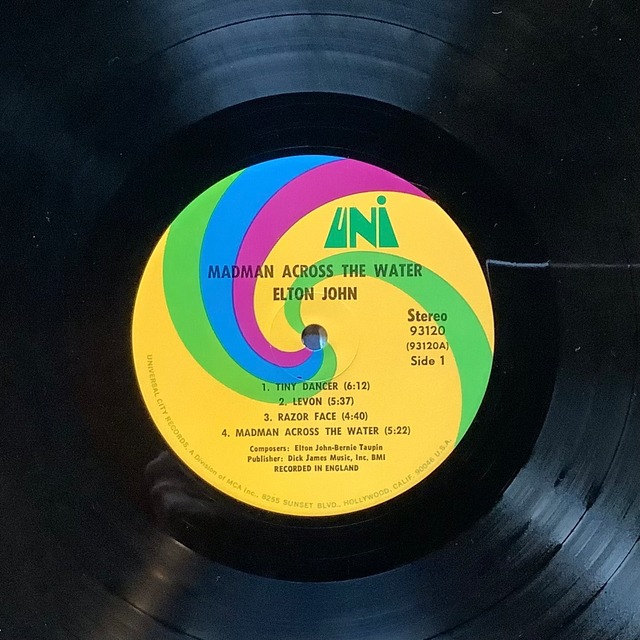 UNI
MADMAN ACROSS THE WATER
ELTON JOHN
Stereo
93120
(93120A)
Side 1
1. TINY DANCER (6:12)
2. LEVON (5:37)
3. RAZOR FACE (4:40)
4. MADMAN ACROSS THE WATER (5:22)
Composers: Elton John-Bernie Taupin
Publisher: Dick James Music, Inc. BMI
RECORDED IN ENGLAND
UNIVERSAL CITY RECORDS, A Division of MCA Inc., 8255 SUNSET BLVD., HOLLYWOOD, CALIF. 90046 U.S.A.